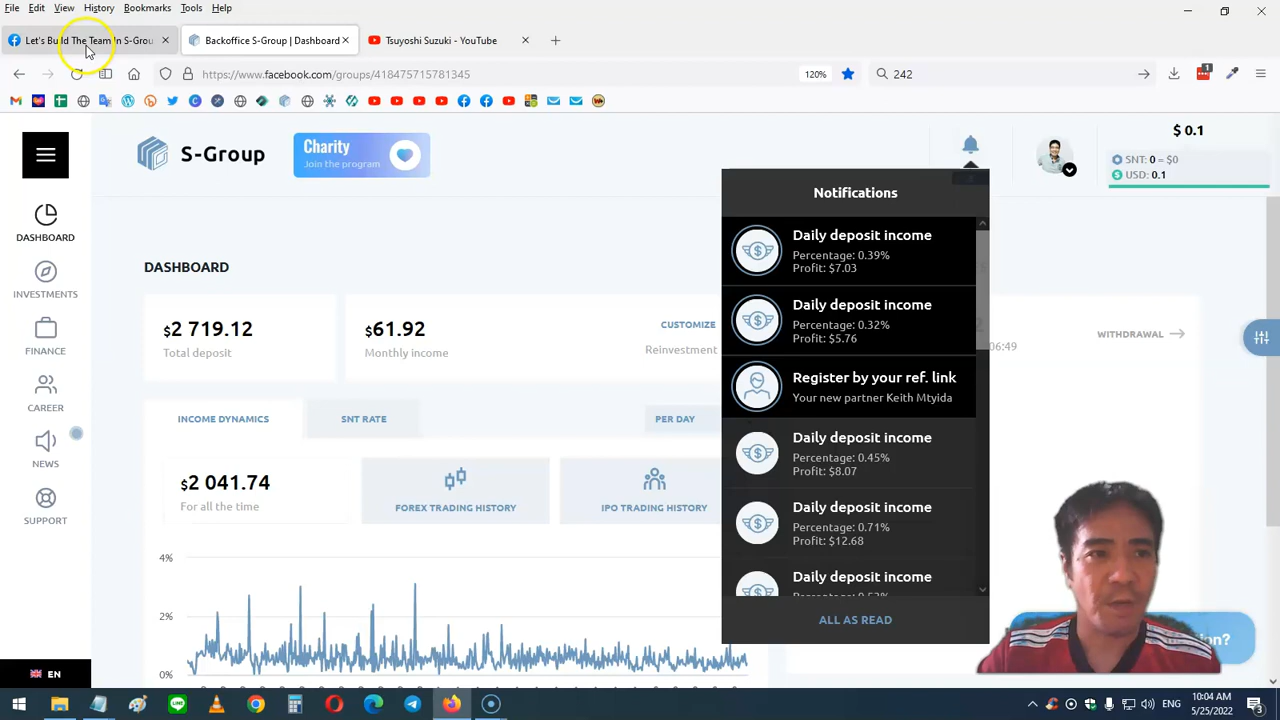 File Edit View History Bookmarks Tools Help
Let's Build The Team In S-Grou
Backoffice S-Group | Dashboard
Tsuyoshi Suzuki - YouTube
https://www.facebook.com/groups/418475715781345
120%
242
1
S-Group
Charity
Join the program
$ 0.1
SNT: 0 = $0
USD: 0.1
DASHBOARD
INVESTMENTS
FINANCE
CAREER
NEWS
SUPPORT
EN
DASHBOARD
$2 719.12
Total deposit
$61.92
Monthly income
CUSTOMIZE
Reinvestment
06:49
WITHDRAWAL
INCOME DYNAMICS
SNT RATE
PER DAY
$2 041.74
For all the time
FOREX TRADING HISTORY
IPO TRADING HISTORY
4%
2%
0%
Notifications
Daily deposit income
Percentage: 0.39%
Profit: $7.03
Daily deposit income
Percentage: 0.32%
Profit: $5.76
Register by your ref. link
Your new partner Keith Mtyida
Daily deposit income
Percentage: 0.45%
Profit: $8.07
Daily deposit income
Percentage: 0.71%
Profit: $12.68
Daily deposit income
ALL AS READ
ENG
10:04 AM
5/25/2022
3